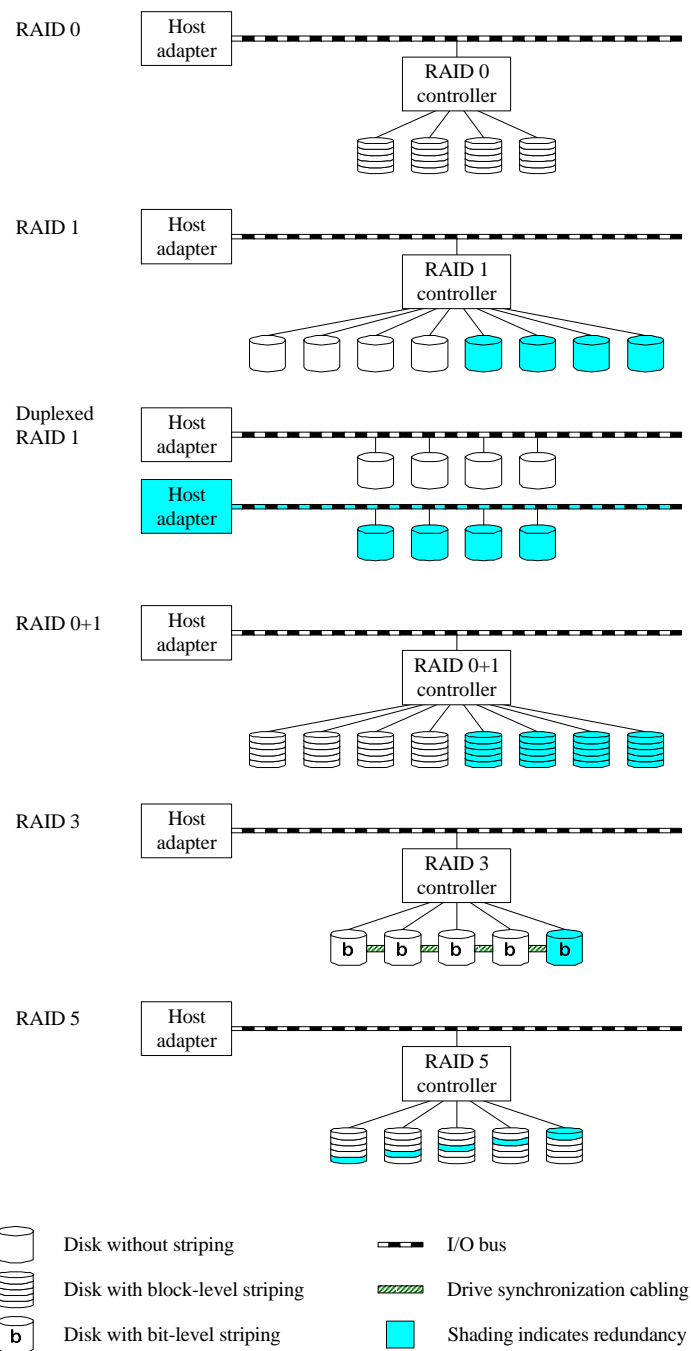 RAID 0
Host
adapter
RAID 0
controller
RAID 1
Host
adapter
RAID 1
controller
Duplexed
RAID 1
Host
adapter
Host
adapter
RAID 0+1
Host
adapter
RAID 0+1
controller
RAID 3
Host
adapter
RAID 3
controller
b
b
b
b
b
RAID 5
Host
adapter
RAID 5
controller
Disk without striping
I/O bus
Disk with block-level striping
Drive synchronization cabling
b
Disk with bit-level striping
Shading indicates redundancy